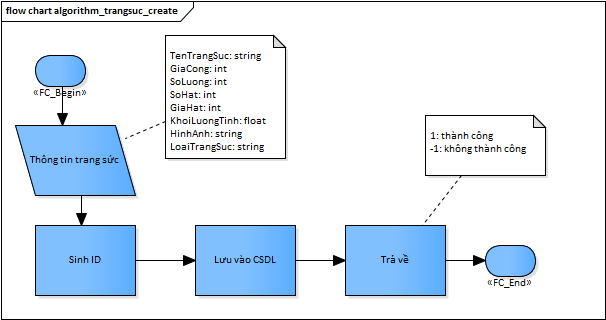 flow chart algorithm_trangsuc_create
TenTrangSuc: string
GiaCong: int
SoLuong: int
SoHat: int
GiaHat: int
KhoiLuongTinh: float
HinhAnh: string
LoaiTrangSuc: string
«FC_Begin»
Thông tin trang sức
1: thành công
-1: không thành công
Sinh ID
Lưu vào CSDL
Trả về
«FC_End»